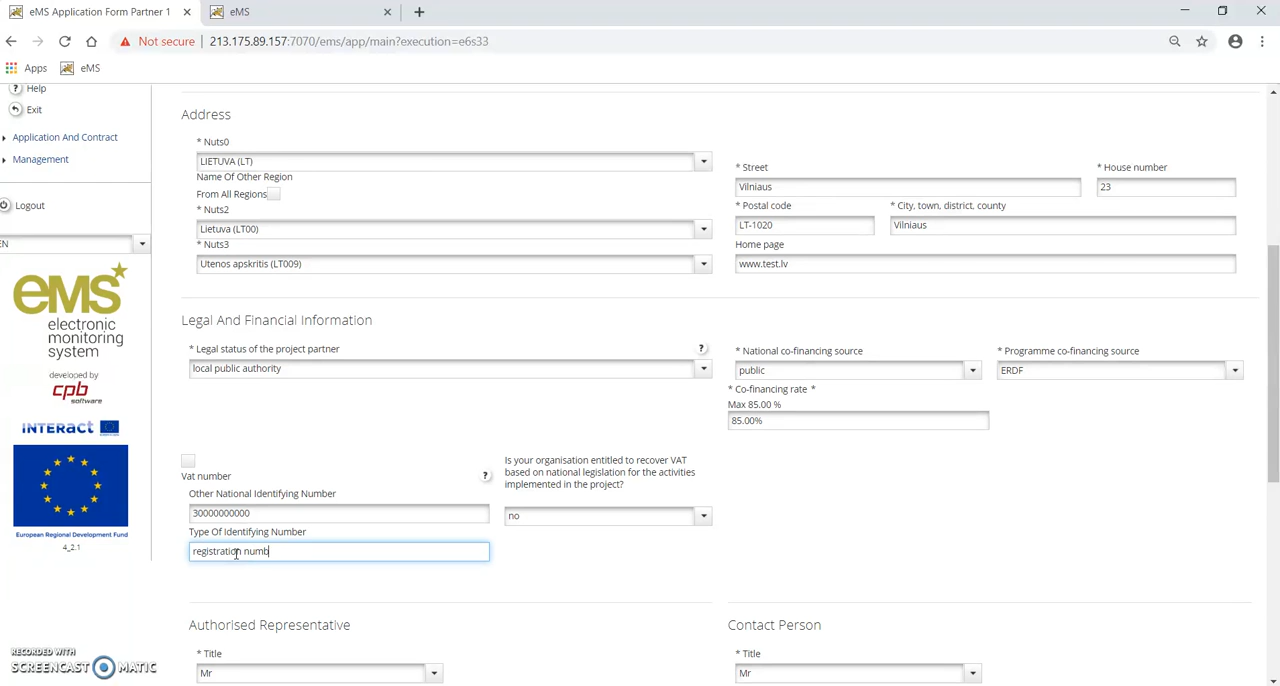 eMS Application Form Partner 1
eMS
Not secure | 213.175.89.157:7070/ems/app/main?execution=e6s33
Apps eMS
? Help
Exit
Application And Contract
Management
Logout
EN
eMS
electronic
monitoring
system
developed by
cpb
software
Interreg
European Regional Development Fund
4_2.1
Address
* Nuts0
LIETUVA (LT)
Name Of Other Region
From All Regions
* Nuts2
Lietuva (LT00)
* Nuts3
Utenos apskritis (LT009)
* Street
Vilniaus
* House number
23
* Postal code
LT-1020
* City, town, district, county
Vilniaus
Home page
www.test.lv
Legal And Financial Information
* Legal status of the project partner
?
local public authority
* National co-financing source
public
* Programme co-financing source
ERDF
* Co-financing rate *
Max 85.00 %
85.00%
Vat number
?
Other National Identifying Number
30000000000
Type Of Identifying Number
registration numb
Is your organisation entitled to recover VAT
based on national legislation for the activities
implemented in the project?
no
Authorised Representative
* Title
Mr
Contact Person
* Title
Mr
RECORDED WITH
SCREENCAST MATIC